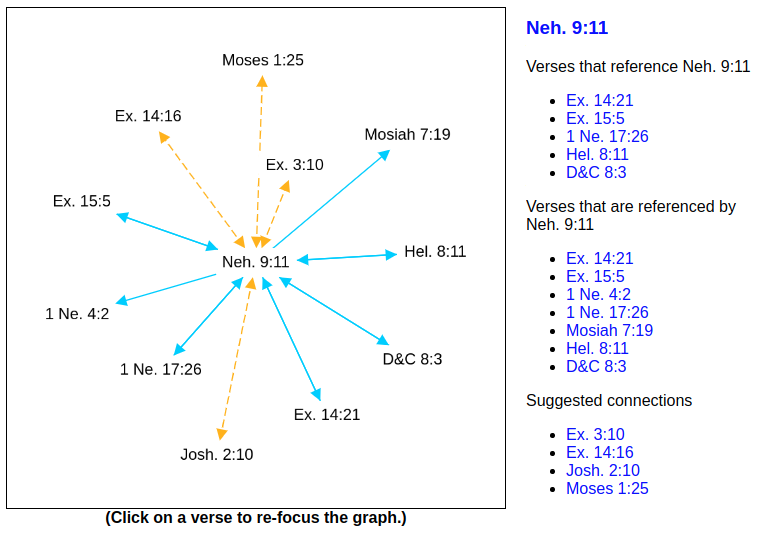 Moses 1:25
Ex. 14:16
Mosiah 7:19
Ex. 3:10
Ex. 15:5
Hel. 8:11
Neh. 9:11
1 Ne. 4:2
D&C 8:3
1 Ne. 17:26
Ex. 14:21
Josh. 2:10
(Click on a verse to re-focus the graph.)
Neh. 9:11
Verses that reference Neh. 9:11
Ex. 14:21
Ex. 15:5
1 Ne. 17:26
Hel. 8:11
D&C 8:3
Verses that are referenced by
Neh. 9:11
Ex. 14:21
Ex. 15:5
1 Ne. 4:2
1 Ne. 17:26
Mosiah 7:19
Hel. 8:11
D&C 8:3
Suggested connections
Ex. 3:10
Ex. 14:16
Josh. 2:10
Moses 1:25